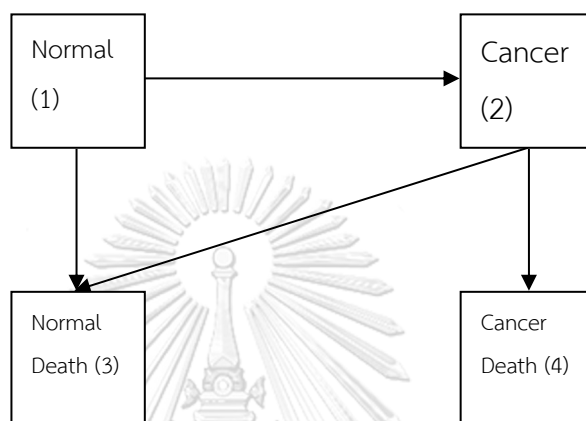 Normal
(1)
Cancer
(2)
Normal
Death (3)
Cancer
Death (4)